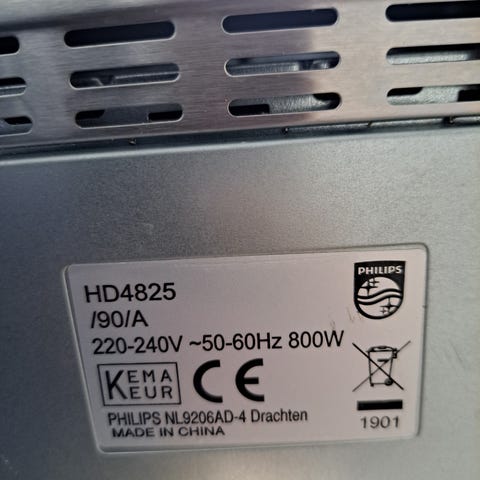 PHILIPS
HD4825
/90/A
220-240V ~50-60Hz 800W
KEMA
KEUR
CE
PHILIPS NL9206AD-4 Drachten
MADE IN CHINA
1901